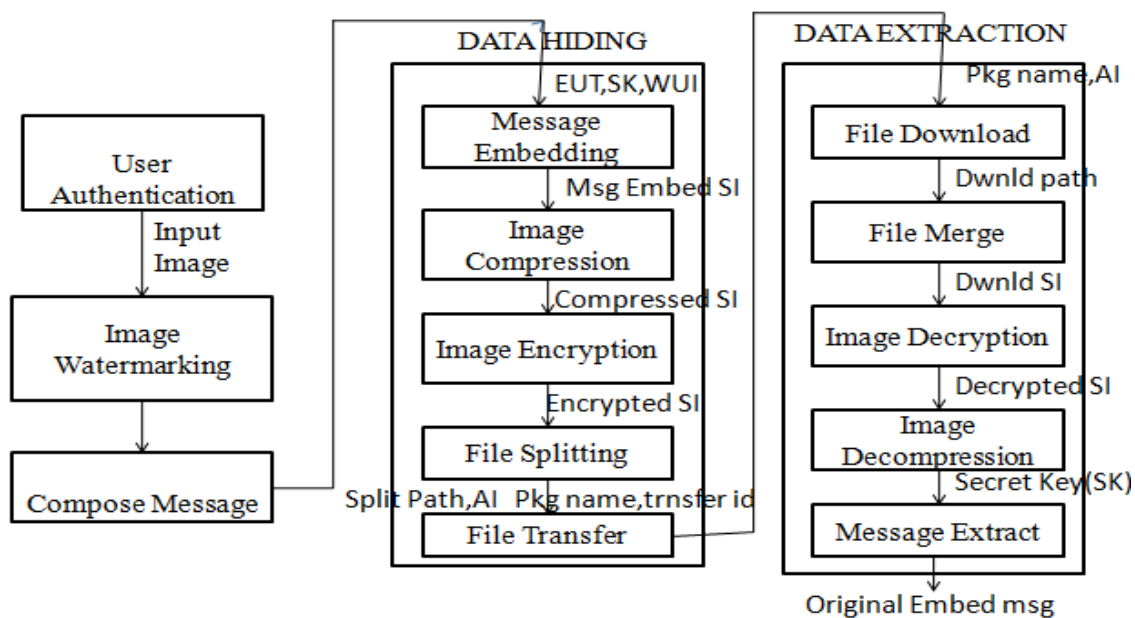 User
Authentication
Input
Image
Image
Watermarking
Compose Message
DATA HIDING
EUT,SK,WUI
Message
Embedding
Msg Embed SI
Image
Compression
Compressed SI
Image Encryption
Encrypted SI
File Splitting
Split Path,AI Pkg name,trnsfer id
File Transfer
DATA EXTRACTION
Pkg name,AI
File Download
Dwnld path
File Merge
Dwnld SI
Image Decryption
Decrypted SI
Image
Decompression
Secret Key(SK)
Message Extract
Original Embed msg